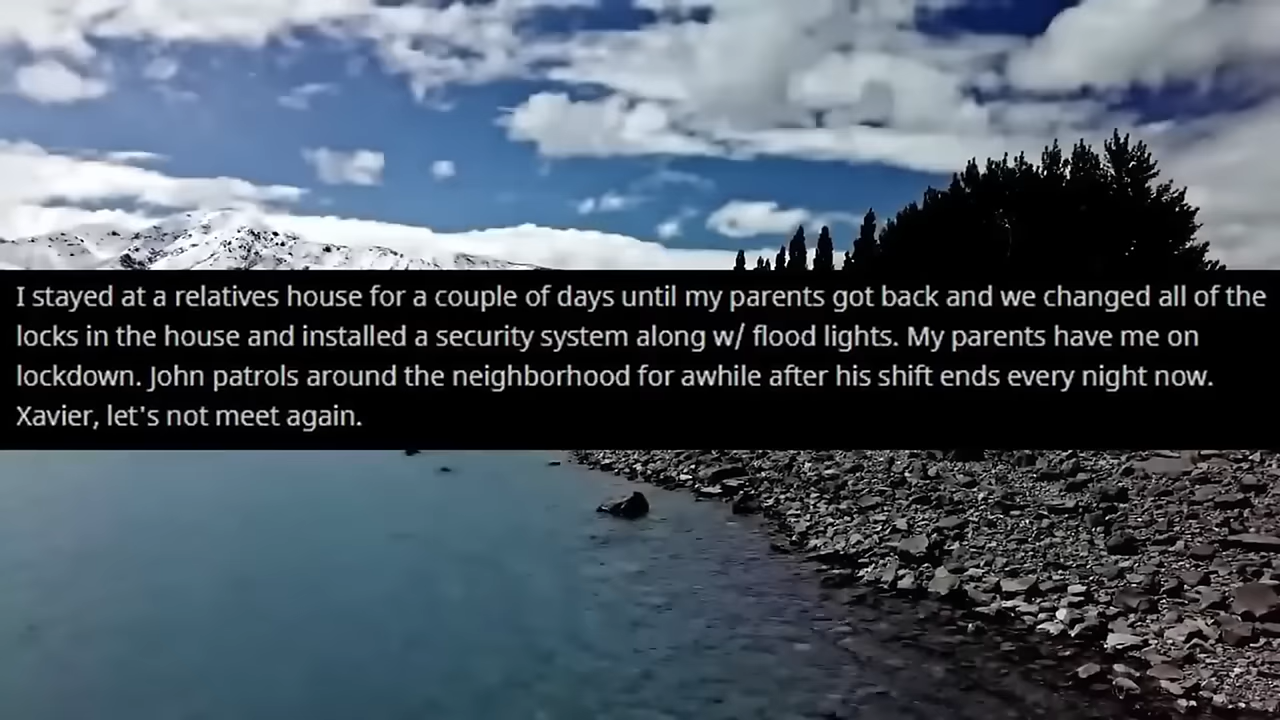 I stayed at a relatives house for a couple of days until my parents got back and we changed all of the
locks in the house and installed a security system along w/ flood lights. My parents have me on
lockdown. John patrols around the neighborhood for awhile after his shift ends every night now.
Xavier, let's not meet again.